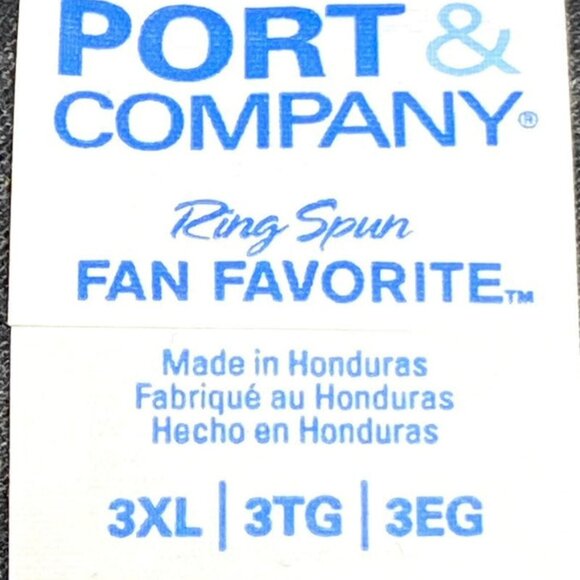 PORT &
COMPANY®
Ring Spun
FAN FAVORITE™
Made in Honduras
Fabriqué au Honduras
Hecho en Honduras
3XL | 3TG | 3EG